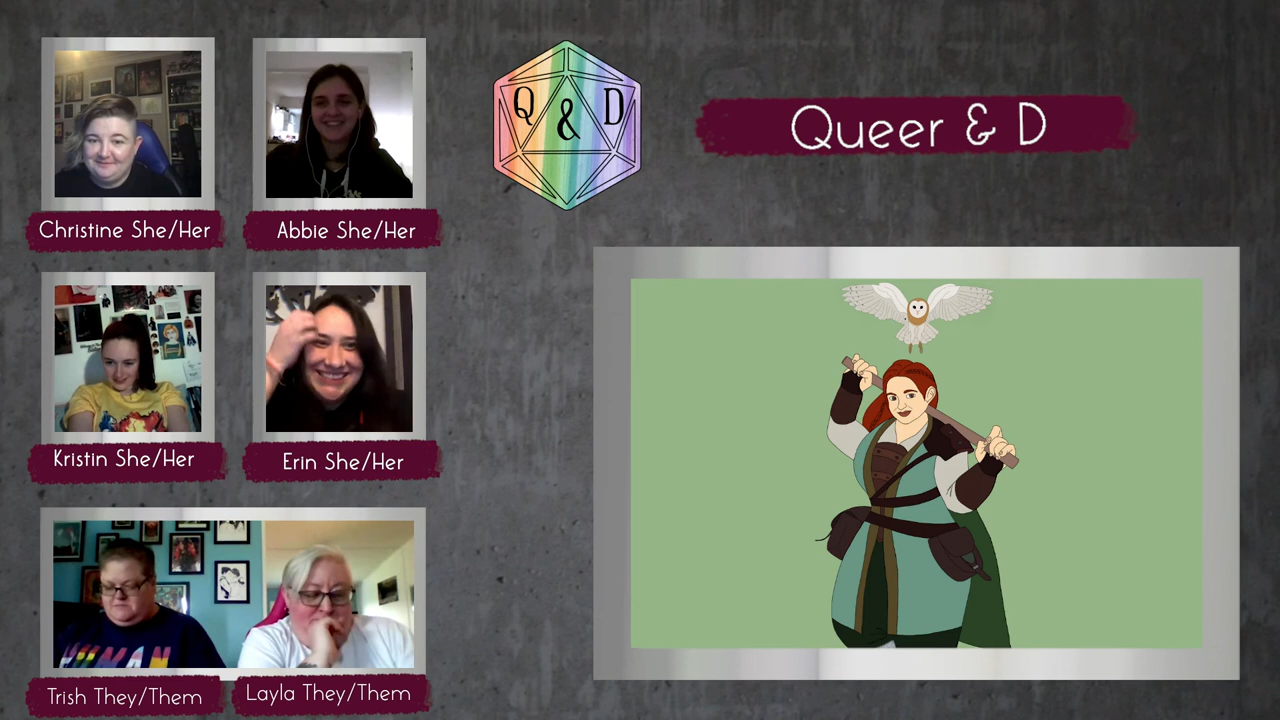 Q & D
Queer & D
Christine She/Her
Abbie She/Her
Kristin She/Her
Erin She/Her
HUMAN
Trish They/Them
Layla They/Them